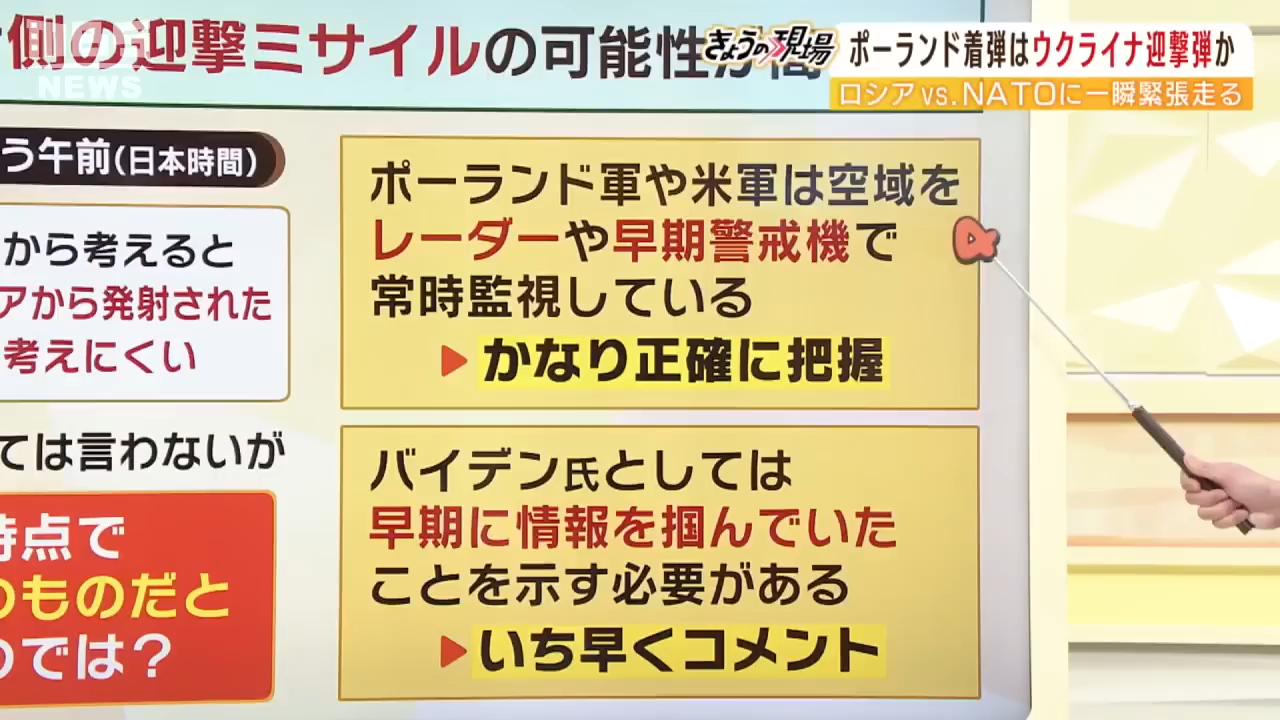 側の迎撃ミサイルの可能性が
NEWS
きょうの現場
ポーランド着弾はウクライナ迎撃弾か
ロシアvs.NATOに一瞬緊張走る
う午前(日本時間)
から考えると
アから発射された
考えにくい
ては言わないが
時点で
のものだと
のでは?
ポーランド軍や米軍は空域を
レーダーや早期警戒機で
常時監視している
▶かなり正確に把握
バイデン氏としては
早期に情報を掴んでいた
ことを示す必要がある
▶いち早くコメント